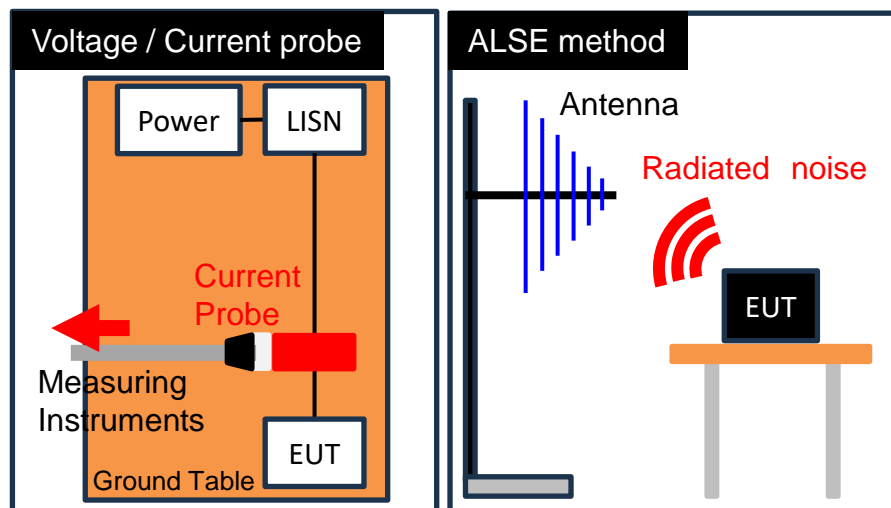 Voltage / Current probe
Power
LISN
Current
Probe
Measuring
Instruments
EUT
Ground Table
ALSE method
Antenna
Radiated noise
EUT